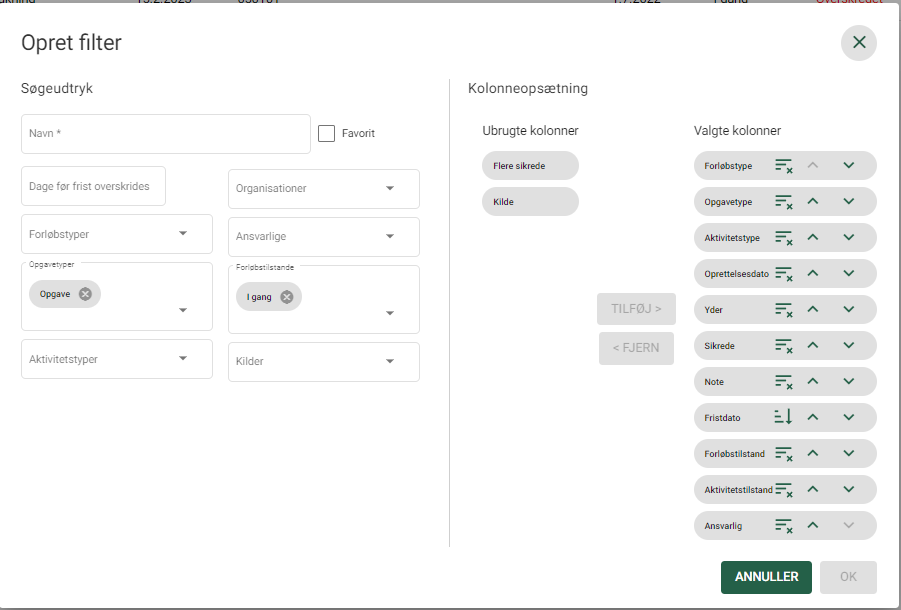 Opret filter
Søgeudtryk
Navn *
Favorit
Dage før frist overskrides
Organisationer
Forløbstyper
Ansvarlige
Opgavetyper
Opgave
Forløbstilstande
I gang
Aktivitetstyper
Kilder
Kolonneopsætning
Ubrugte kolonner
Flere sikrede
Kilde
TILFØJ >
< FJERN
Valgte kolonner
Forløbstype
Opgavetype
Aktivitetstype
Oprettelsesdato
Yder
Sikrede
Note
Fristdato
Forløbstilstand
Aktivitetstilstand
Ansvarlig
ANNULLER
OK